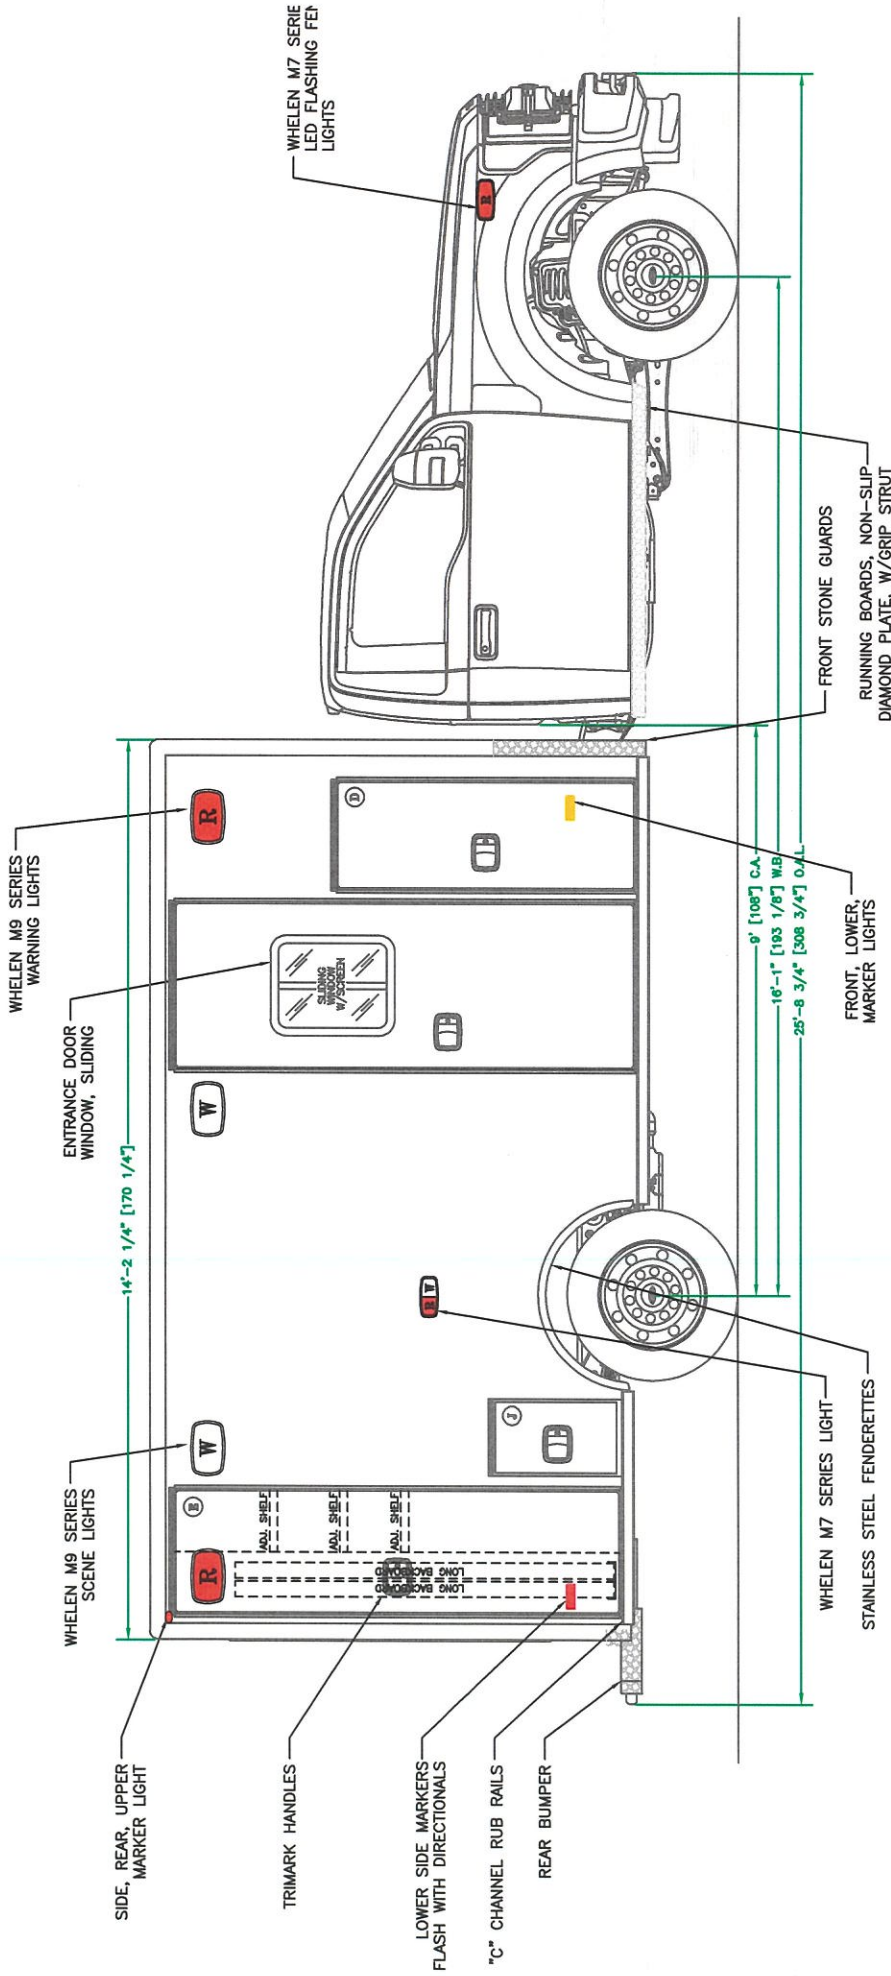 WHELEN M7 SERIE
LED FLASHING FEN
LIGHTS
WHELEN M9 SERIES
WARNING LIGHTS
ENTRANCE DOOR
WINDOW, SLIDING
WHELEN M9 SERIES
SCENE LIGHTS
SIDE, REAR, UPPER
MARKER LIGHT
TRIMARK HANDLES
LOWER SIDE MARKERS
FLASH WITH DIRECTIONALS
"C" CHANNEL RUB RAILS
REAR BUMPER
14'-2 1/4" [170 1/4"]
R
W
W
R
R
R W
E
ADJ. SHELF
ADJ. SHELF
ADJ. SHELF
LONG BACKBOARD
LONG BACKBOARD
J
D
SLIDING
WINDOW
W/SCREEN
9' [108"] C.A.
16'-1" [193 1/8"] W.B.
25'-8 3/4" [308 3/4"] O.A.L.
WHELEN M7 SERIES LIGHT
STAINLESS STEEL FENDERETTES
FRONT, LOWER,
MARKER LIGHTS
FRONT STONE GUARDS
RUNNING BOARDS, NON-SLIP
DIAMOND PLATE, W/GRIP STRUT